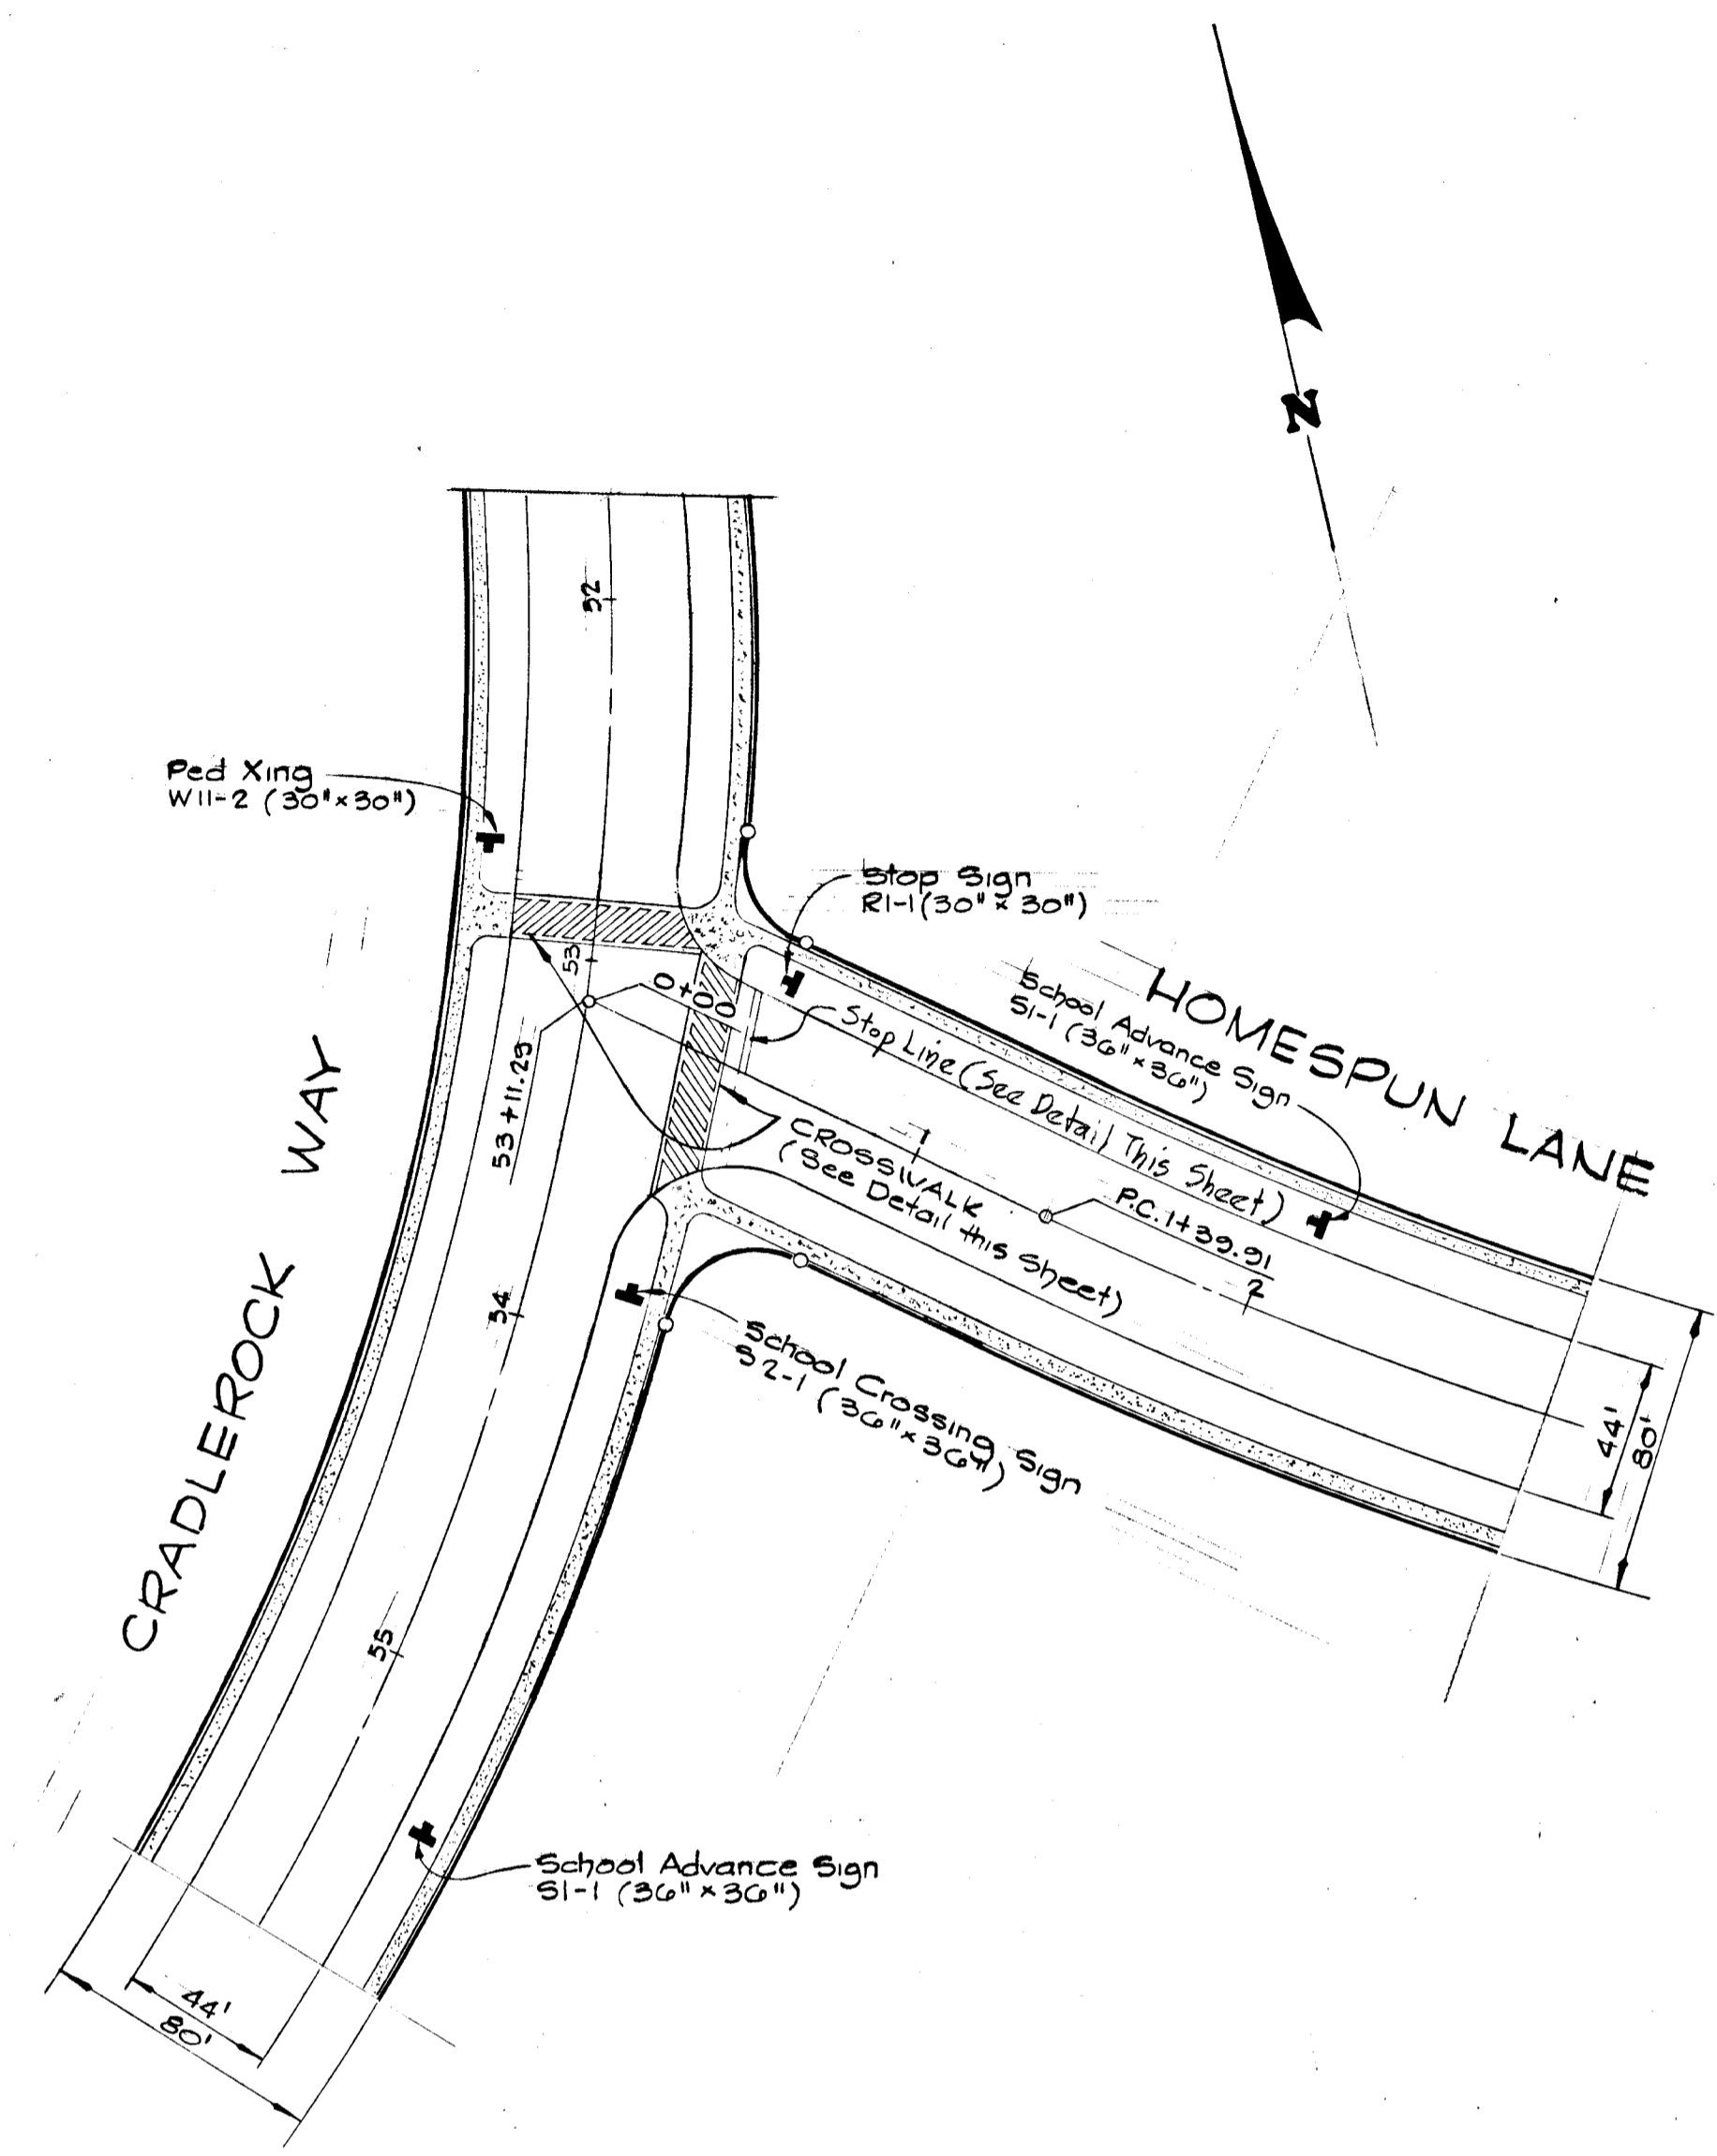 N
52
Ped Xing
W11-2 (30"x30")
Stop Sign
R1-1 (30" x 30")
53
0+00
School Advance Sign
S1-1 (36"x36")
HOMESPUN LANE
Stop Line (See Detail This Sheet)
53+11.29
CROSSWALK
(See Detail this Sheet)
1
P.C. 1+39.91
2
CRADLEROCK WAY
54
School Crossing Sign
S2-1 (36"x36")
44'
80'
55
School Advance Sign
S1-1 (36"x36")
44'
80'